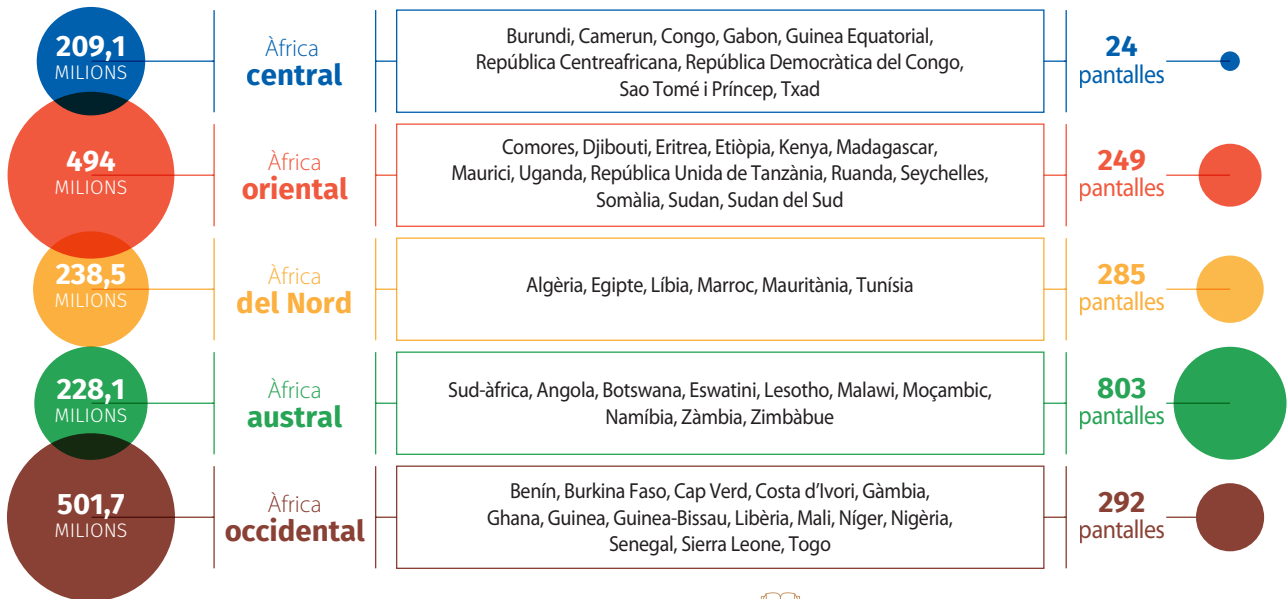 209,1
MILIONS
Àfrica
central
Burundi, Camerun, Congo, Gabon, Guinea Equatorial,
República Centreafricana, República Democràtica del Congo,
Sao Tomé i Príncep, Txad
24
pantalles
494
MILIONS
Àfrica
oriental
Comores, Djibouti, Eritrea, Etiòpia, Kenya, Madagascar,
Maurici, Uganda, República Unida de Tanzània, Ruanda, Seychelles,
Somàlia, Sudan, Sudan del Sud
249
pantalles
238,5
MILIONS
Àfrica
del Nord
Algèria, Egipte, Líbia, Marroc, Mauritània, Tunísia
285
pantalles
228,1
MILIONS
Àfrica
austral
Sud-àfrica, Angola, Botswana, Eswatini, Lesotho, Malawi, Moçambic,
Namíbia, Zàmbia, Zimbàbue
803
pantalles
501,7
MILIONS
Àfrica
occidental
Benín, Burkina Faso, Cap Verd, Costa d'Ivori, Gàmbia,
Ghana, Guinea, Guinea-Bissau, Libèria, Mali, Níger, Nigèria,
Senegal, Sierra Leone, Togo
292
pantalles